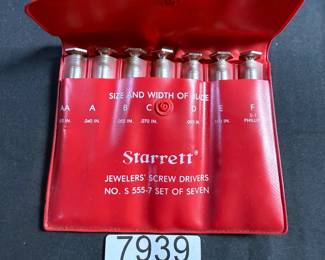 SIZE AND WIDTH OF BLADE
AA A B C D E F
.040 IN. .070 IN.
Starrett
JEWELERS' SCREW DRIVERS
NO. S 555-7 SET OF SEVEN
7939